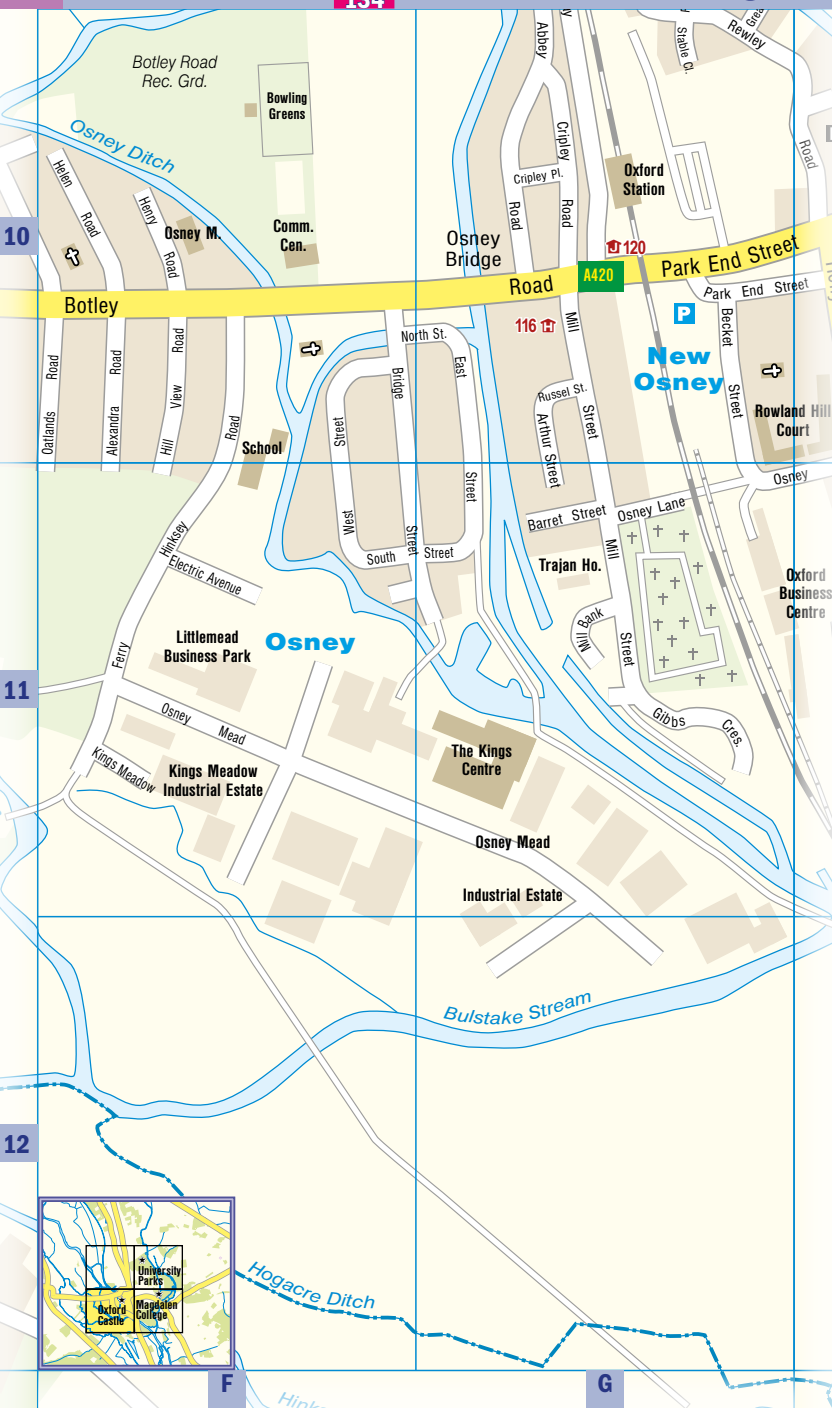 134
Botley Road
Rec. Grd.
Bowling
Greens
Abbey
Road
Cripley
Road
Cripley Pl.
Stable Cl.
Rewley
Road
Osney Ditch
Helen
Road
Henry
Road
Osney M.
Comm.
Cen.
Osney
Bridge
Oxford
Station
10
120
A420
Park End Street
Botley
Road
Park End Street
P
116
Mill
Street
Becket
Street
New
Osney
North St.
Bridge
Street
East
Street
Street
West
South Street
Russel St.
Arthur Street
Rowland Hill
Court
Oatlands
Road
Alexandra
Road
Hill
View
Road
Road
School
Osney
Barret Street
Osney Lane
Trajan Ho.
Mill
Street
Oxford
Business
Centre
Hinksey
Ferry
Electric Avenue
Littlemead
Business Park
Osney
Mill
Bank
11
Osney
Mead
Gibbs
Cres.
The Kings
Centre
Kings Meadow
Kings Meadow
Industrial Estate
Osney Mead
Industrial Estate
Bulstake Stream
12
University
Parks
Oxford
Castle
Magdalen
College
Hogacre Ditch
F
G